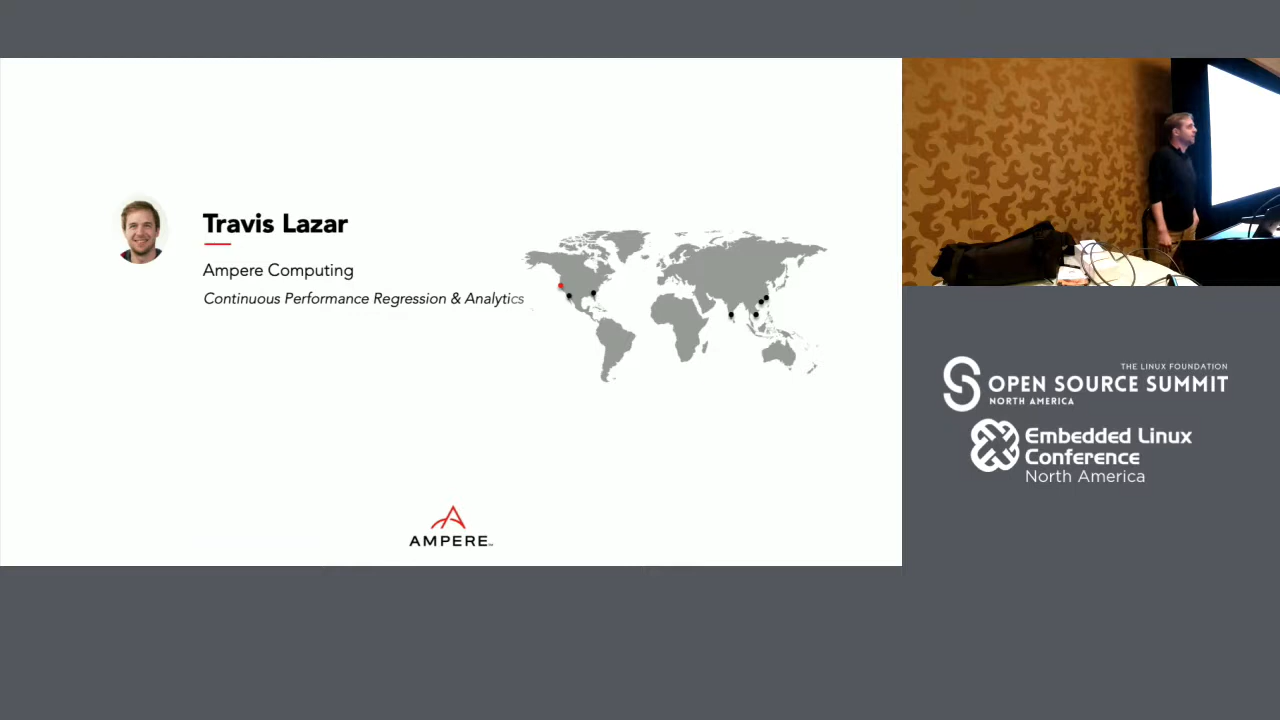 Travis Lazar
Ampere Computing
Continuous Performance Regression & Analytics
AMPERE
THE LINUX FOUNDATION
OPEN SOURCE SUMMIT
NORTH AMERICA
Embedded Linux
Conference
North America